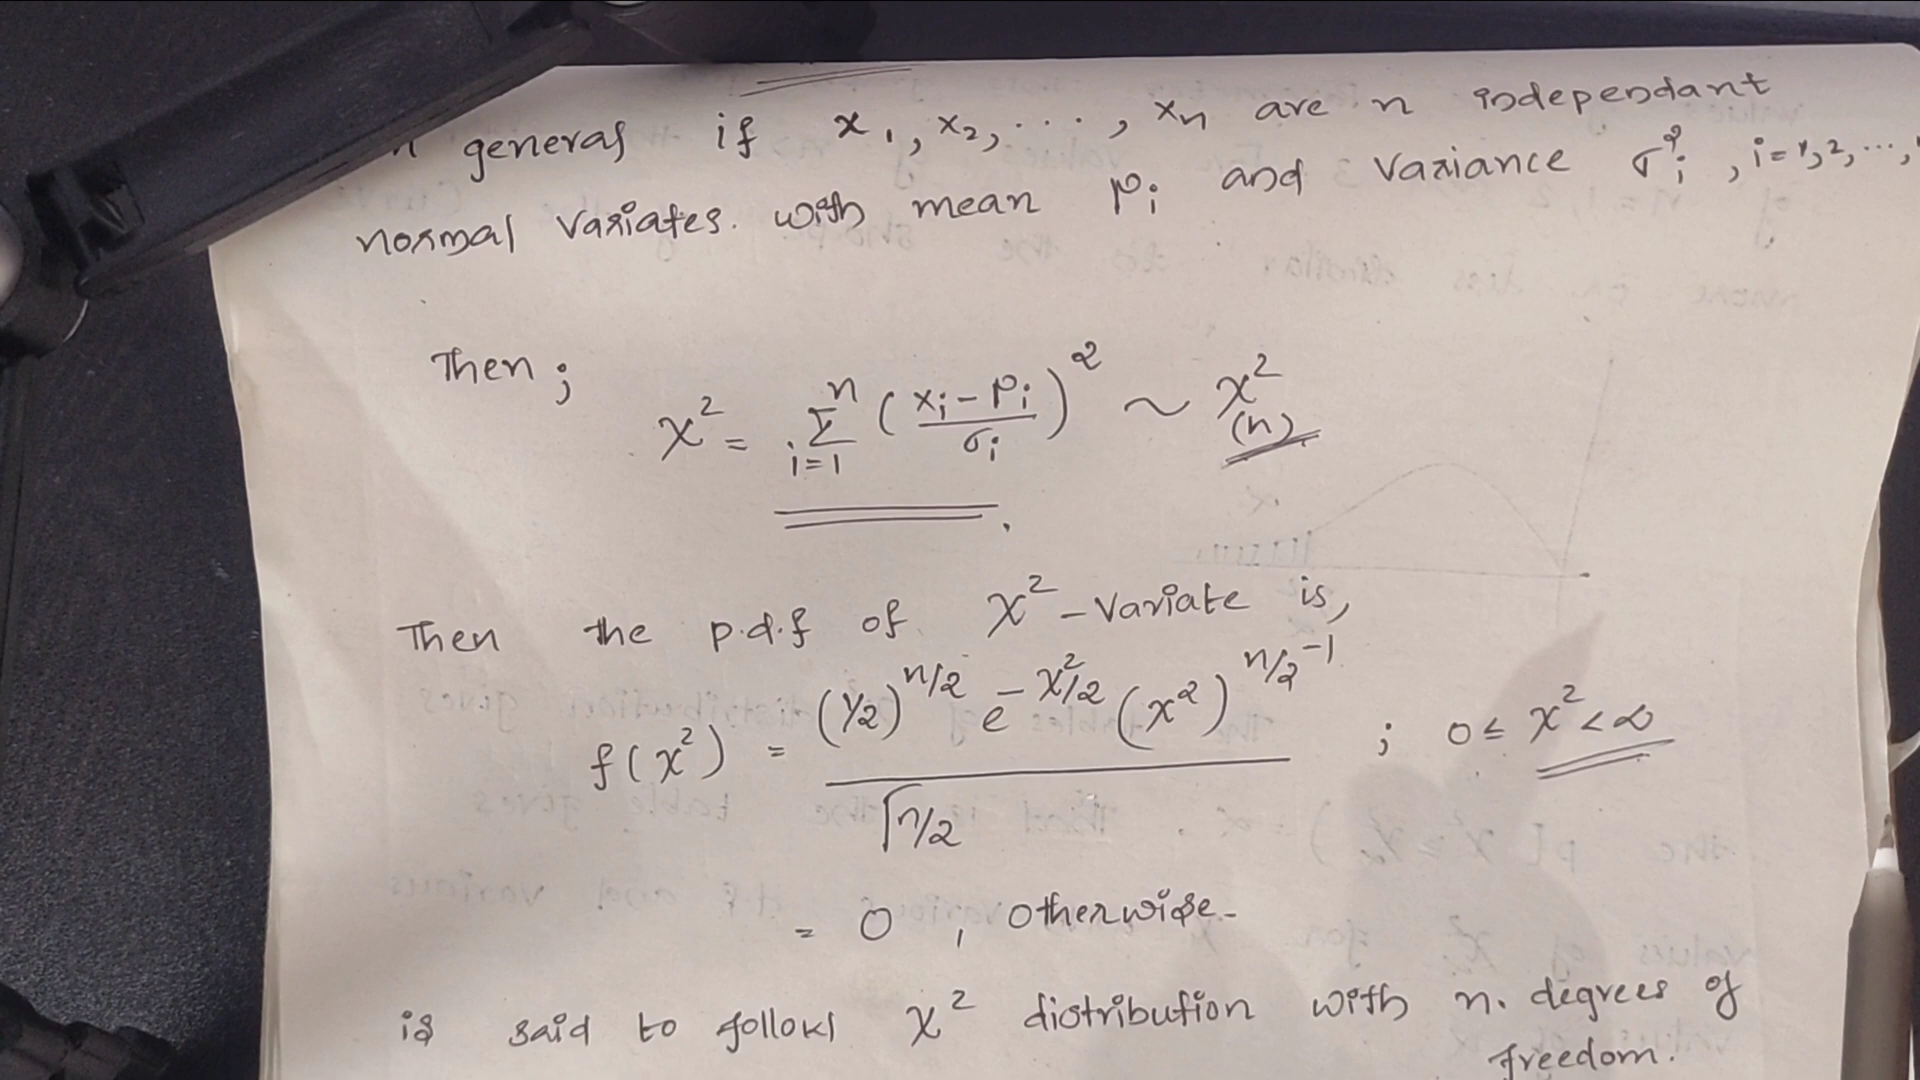 general if x₁, x₂, ..., xₙ are n independant
normal variates. with mean μᵢ and variance σᵢ², i = 1, 2, ...,
Then ;
χ² = Σᵢ₌₁ⁿ ((xᵢ - μᵢ)/σᵢ)² ~ χ²₍ₙ₎
Then the p.d.f of χ² - variate is,
f(χ²) = (1/2)^(n/2) e^(-χ²/2) (χ²)^(n/2 - 1) / Γn/2 ; 0 ≤ χ² < ∞
= 0 , otherwise -
is said to follow χ² distribution with n. degrees of
freedom.